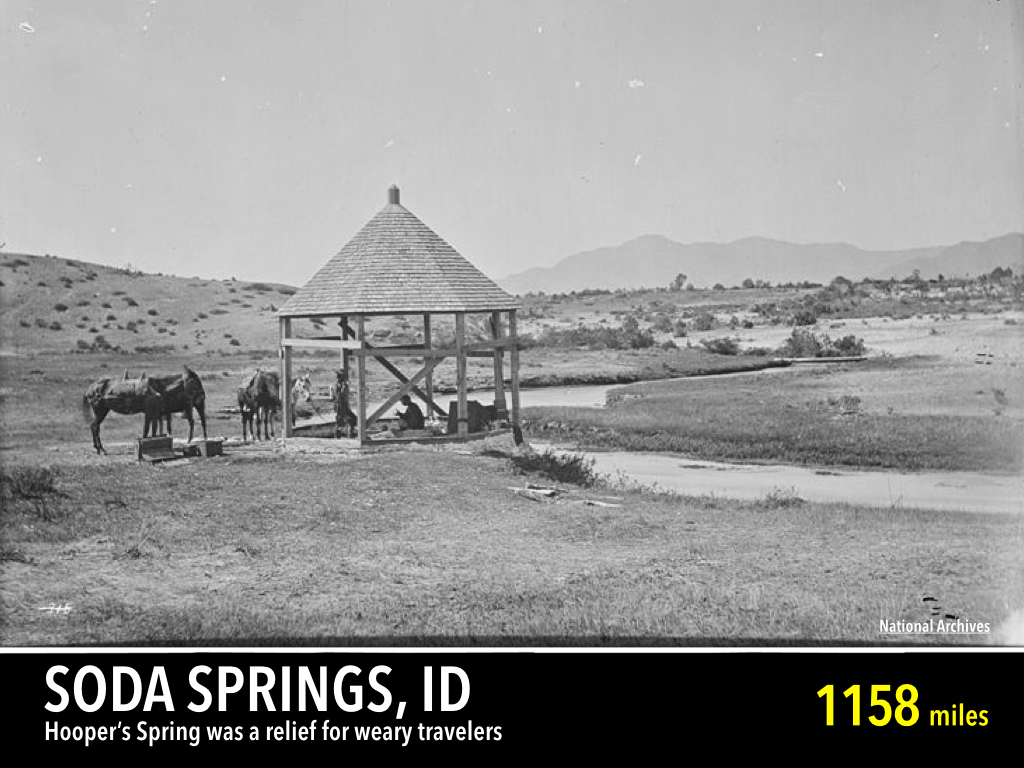 National Archives
SODA SPRINGS, ID
Hooper's Spring was a relief for weary travelers
1158 miles